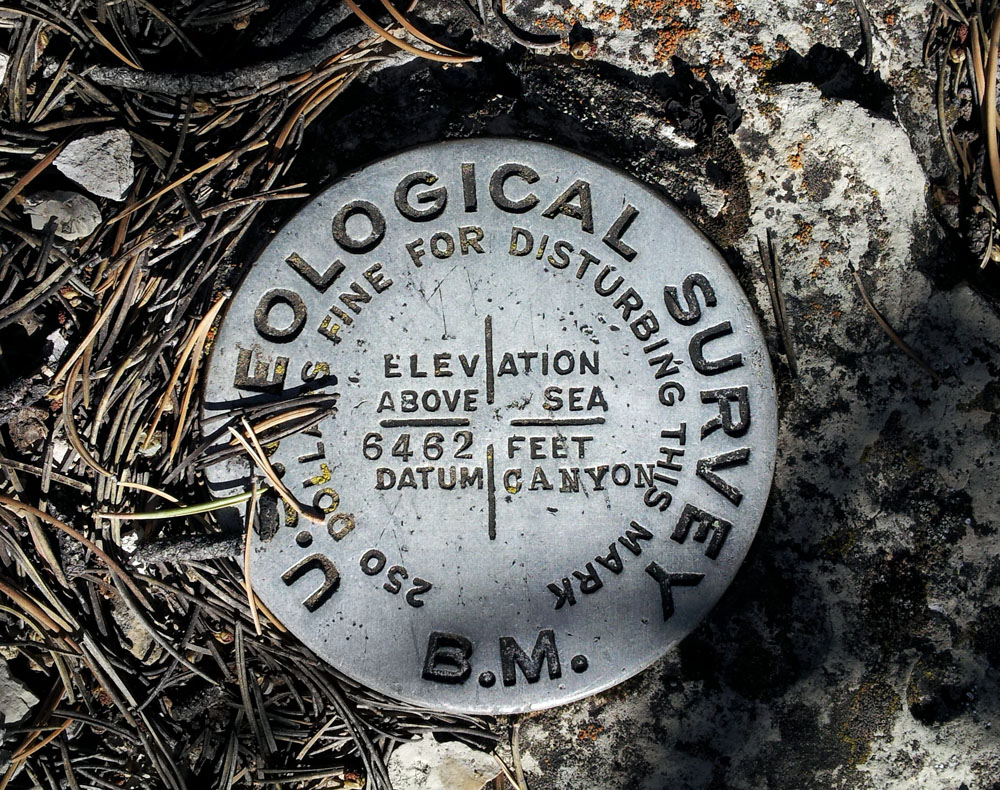 U.S. GEOLOGICAL SURVEY
B.M.
250 DOLLARS FINE FOR DISTURBING THIS MARK
ELEVATION
ABOVE SEA
6462 FEET
DATUM CANYON